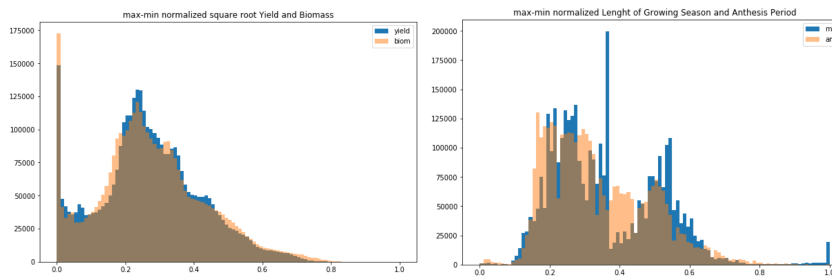 max-min normalized square root Yield and Biomass
yield
biom
175000
150000
125000
100000
75000
50000
25000
0
0.0 0.2 0.4 0.6 0.8 1.0
max-min normalized Lenght of Growing Season and Anthesis Period
200000
175000
150000
125000
100000
75000
50000
25000
0
0.0 0.2 0.4 0.6 0.8 1.0